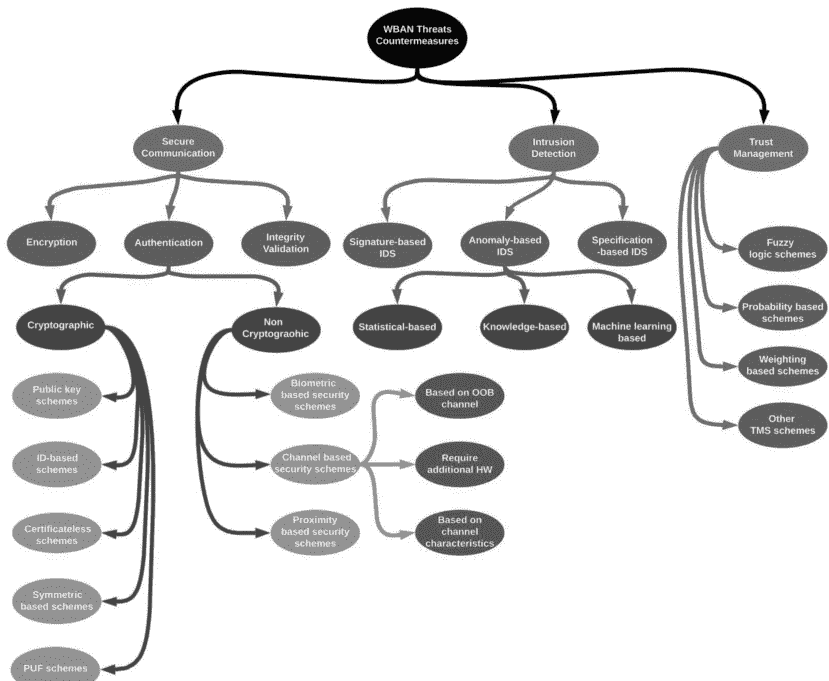 WBAN Threats
Countermeasures
Secure
Communication
Intrusion
Detection
Trust
Management
Encryption
Authentication
Integrity
Validation
Signature-based
IDS
Anomaly-based
IDS
Specification
-based IDS
Fuzzy
logic schemes
Cryptographic
Non
Cryptograohic
Statistical-based
Knowledge-based
Machine learning
based
Probability based
schemes
Weighting
based schemes
Other
TMS schemes
Public key
schemes
Biometric
based security
schemes
Based on OOB
channel
ID-based
schemes
Channel based
security schemes
Require
additional HW
Certificateless
schemes
Proximity
based security
schemes
Based on
channel
characteristics
Symmetric
based schemes
PUF schemes